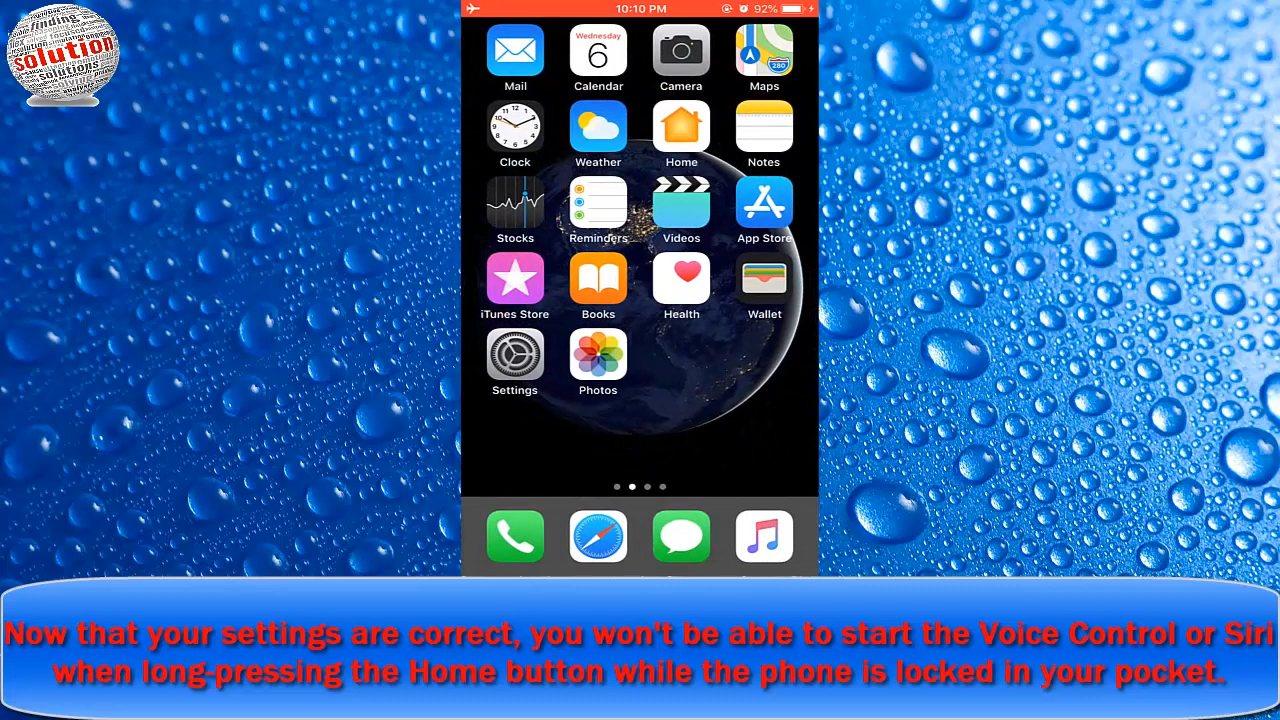 finding
solution
solutions
10:10 PM 92%
Wednesday
6
280
Mail Calendar Camera Maps
Clock Weather Home Notes
Stocks Reminders Videos App Store
iTunes Store Books Health Wallet
Settings Photos
Now that your settings are correct, you won't be able to start the Voice Control or Siri
when long-pressing the Home button while the phone is locked in your pocket.